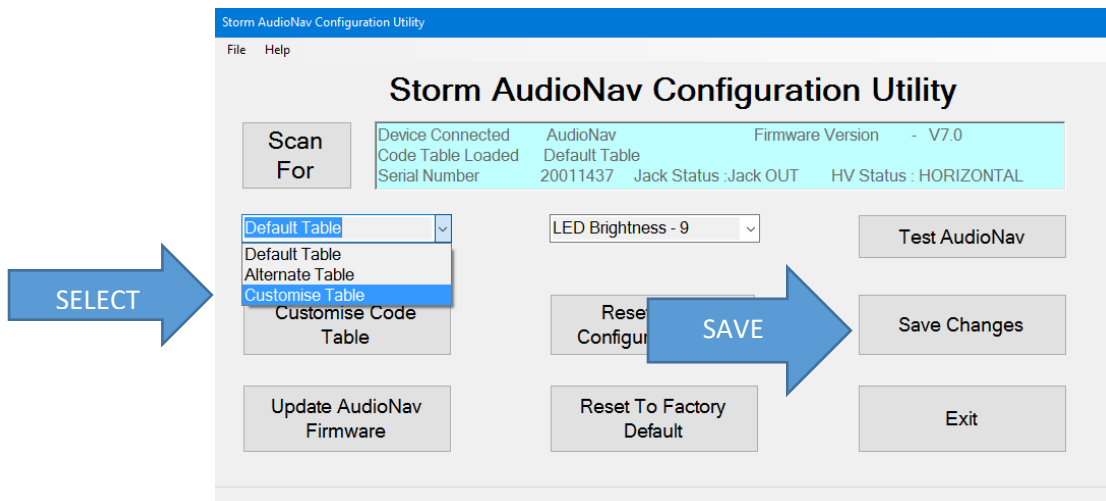 Storm AudioNav Configuration Utility
File Help
Storm AudioNav Configuration Utility
Scan
For
Device Connected AudioNav Firmware Version - V7.0
Code Table Loaded Default Table
Serial Number 20011437 Jack Status :Jack OUT HV Status : HORIZONTAL
Default Table
LED Brightness - 9
Test AudioNav
Default Table
Alternate Table
Customise Table
SELECT
Customise Code
Table
SAVE
Save Changes
Update AudioNav
Firmware
Reset To Factory
Default
Exit